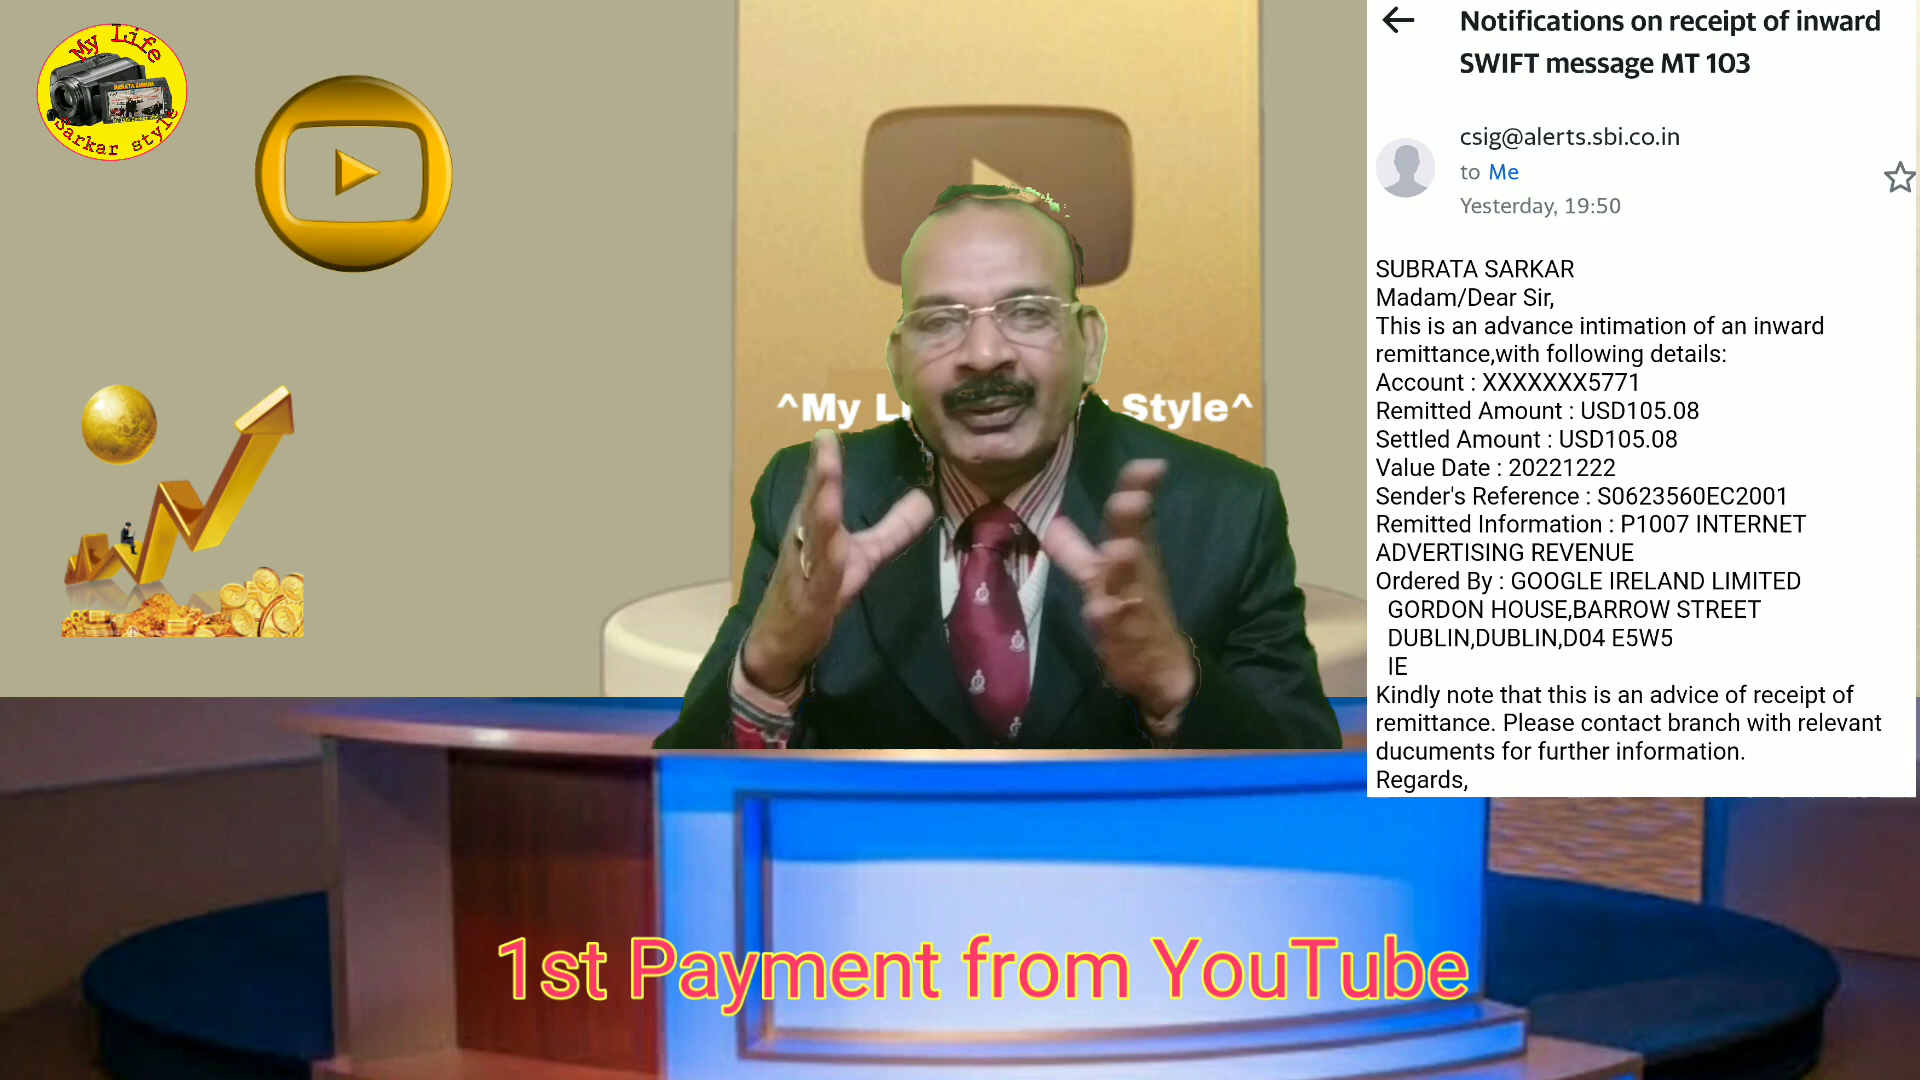 My Life
SUBRATA SARKAR
Sarkar style
^My Li
Style^
Notifications on receipt of inward
SWIFT message MT 103
csig@alerts.sbi.co.in
to Me
Yesterday, 19:50
SUBRATA SARKAR
Madam/Dear Sir,
This is an advance intimation of an inward
remittance,with following details:
Account : XXXXXXX5771
Remitted Amount : USD105.08
Settled Amount : USD105.08
Value Date : 20221222
Sender's Reference : S0623560EC2001
Remitted Information : P1007 INTERNET
ADVERTISING REVENUE
Ordered By : GOOGLE IRELAND LIMITED
GORDON HOUSE,BARROW STREET
DUBLIN,DUBLIN,D04 E5W5
IE
Kindly note that this is an advice of receipt of
remittance. Please contact branch with relevant
ducuments for further information.
Regards,
1st Payment from YouTube